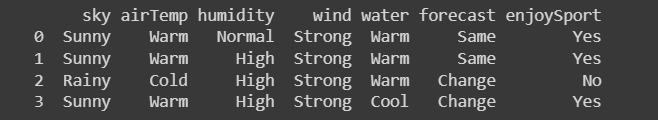 sky airTemp humidity wind water forecast enjoySport
0 Sunny Warm Normal Strong Warm Same Yes
1 Sunny Warm High Strong Warm Same Yes
2 Rainy Cold High Strong Warm Change No
3 Sunny Warm High Strong Cool Change Yes